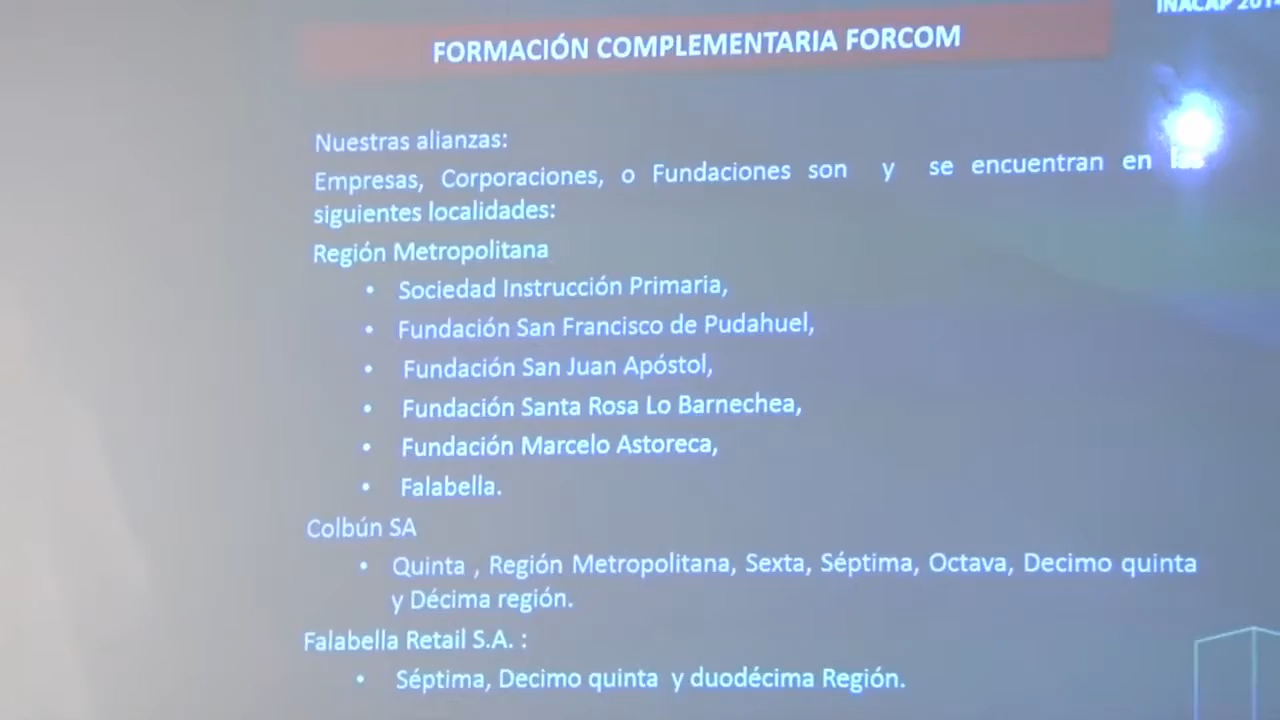 INACAP 2014
FORMACIÓN COMPLEMENTARIA FORCOM
Nuestras alianzas:
Empresas, Corporaciones, o Fundaciones son y se encuentran en las
siguientes localidades:
Región Metropolitana
• Sociedad Instrucción Primaria,
• Fundación San Francisco de Pudahuel,
• Fundación San Juan Apóstol,
• Fundación Santa Rosa Lo Barnechea,
• Fundación Marcelo Astoreca,
• Falabella.
Colbún SA
• Quinta , Región Metropolitana, Sexta, Séptima, Octava, Decimo quinta
y Décima región.
Falabella Retail S.A. :
• Séptima, Decimo quinta y duodécima Región.